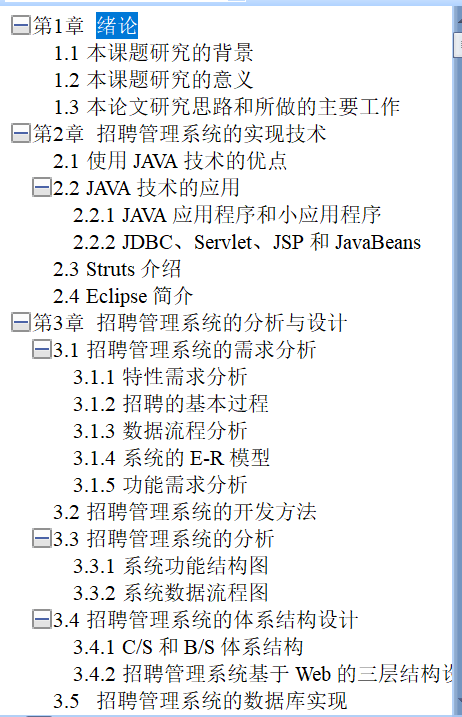 第1章 绪论
1.1 本课题研究的背景
1.2 本课题研究的意义
1.3 本论文研究思路和所做的主要工作
第2章 招聘管理系统的实现技术
2.1 使用 JAVA 技术的优点
2.2 JAVA 技术的应用
2.2.1 JAVA 应用程序和小应用程序
2.2.2 JDBC、Servlet、JSP 和 JavaBeans
2.3 Struts 介绍
2.4 Eclipse 简介
第3章 招聘管理系统的分析与设计
3.1 招聘管理系统的需求分析
3.1.1 特性需求分析
3.1.2 招聘的基本过程
3.1.3 数据流程分析
3.1.4 系统的 E-R 模型
3.1.5 功能需求分析
3.2 招聘管理系统的开发方法
3.3 招聘管理系统的分析
3.3.1 系统功能结构图
3.3.2 系统数据流程图
3.4 招聘管理系统的体系结构设计
3.4.1 C/S 和 B/S 体系结构
3.4.2 招聘管理系统基于 Web 的三层结构
3.5 招聘管理系统的数据库实现